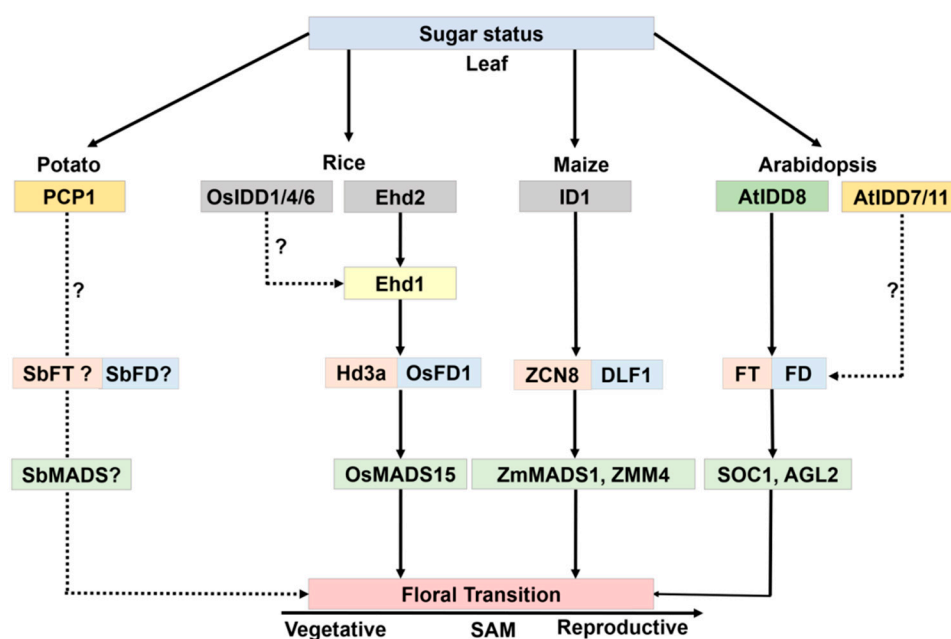 Sugar status
Leaf
Potato Rice Maize Arabidopsis
PCP1 OsIDD1/4/6 Ehd2 ID1 AtIDD8 AtIDD7/11
?
?
?
Ehd1
SbFT ? SbFD? Hd3a OsFD1 ZCN8 DLF1 FT FD
SbMADS? OsMADS15 ZmMADS1, ZMM4 SOC1, AGL2
Floral Transition
Vegetative SAM Reproductive